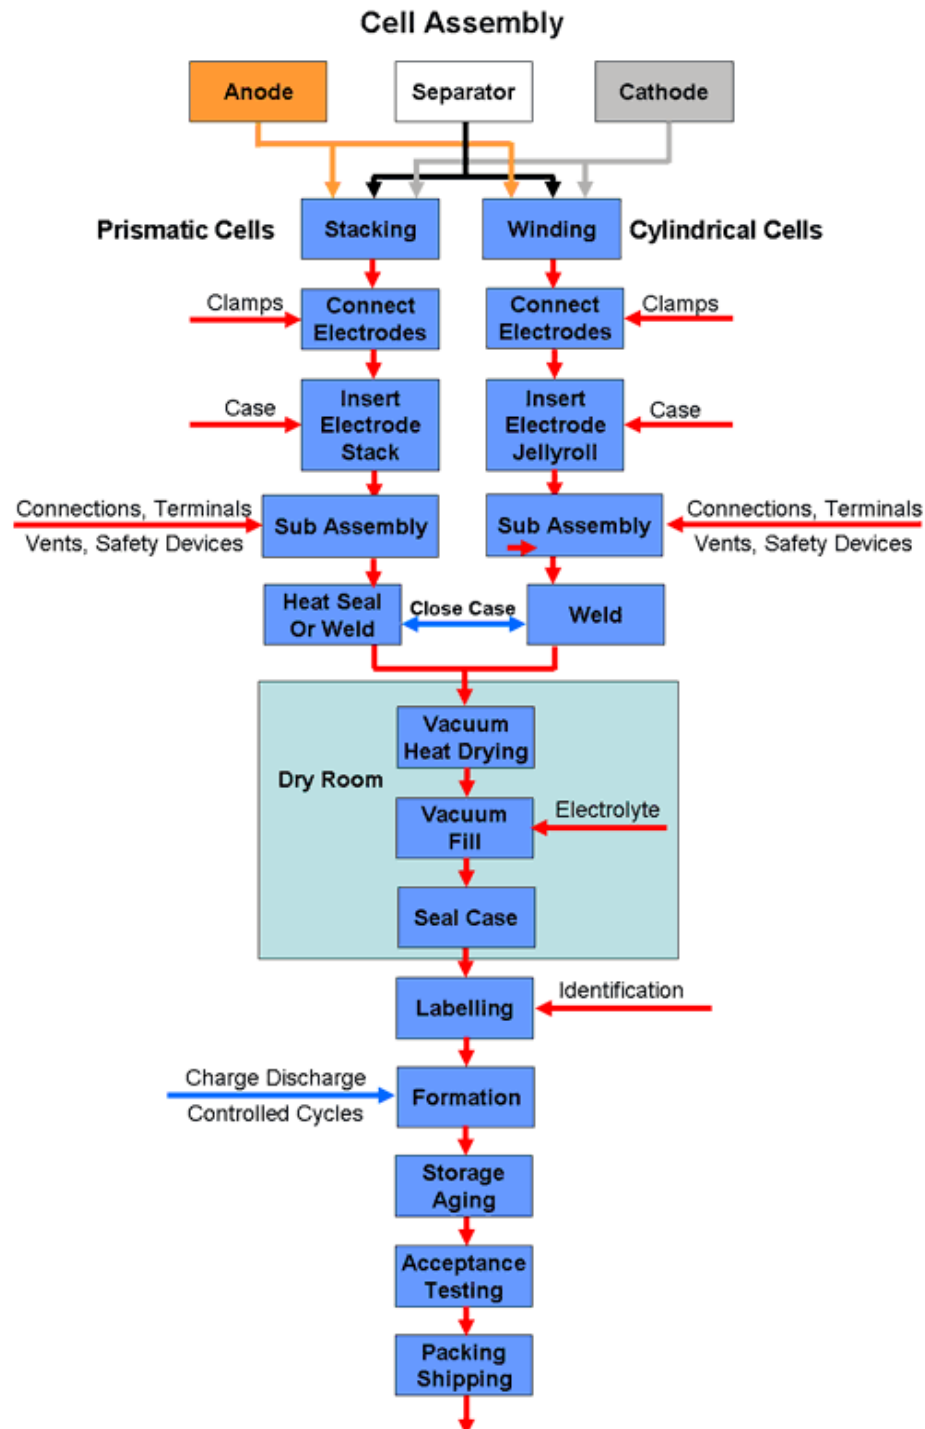 Cell Assembly
Anode
Separator
Cathode
Prismatic Cells
Stacking
Winding
Cylindrical Cells
Clamps
Connect
Electrodes
Connect
Electrodes
Clamps
Case
Insert
Electrode
Stack
Insert
Electrode
Jellyroll
Case
Connections, Terminals
Vents, Safety Devices
Sub Assembly
Sub Assembly
Connections, Terminals
Vents, Safety Devices
Heat Seal
Or Weld
Close Case
Weld
Dry Room
Vacuum
Heat Drying
Vacuum
Fill
Electrolyte
Seal Case
Labelling
Identification
Charge Discharge
Controlled Cycles
Formation
Storage
Aging
Acceptance
Testing
Packing
Shipping